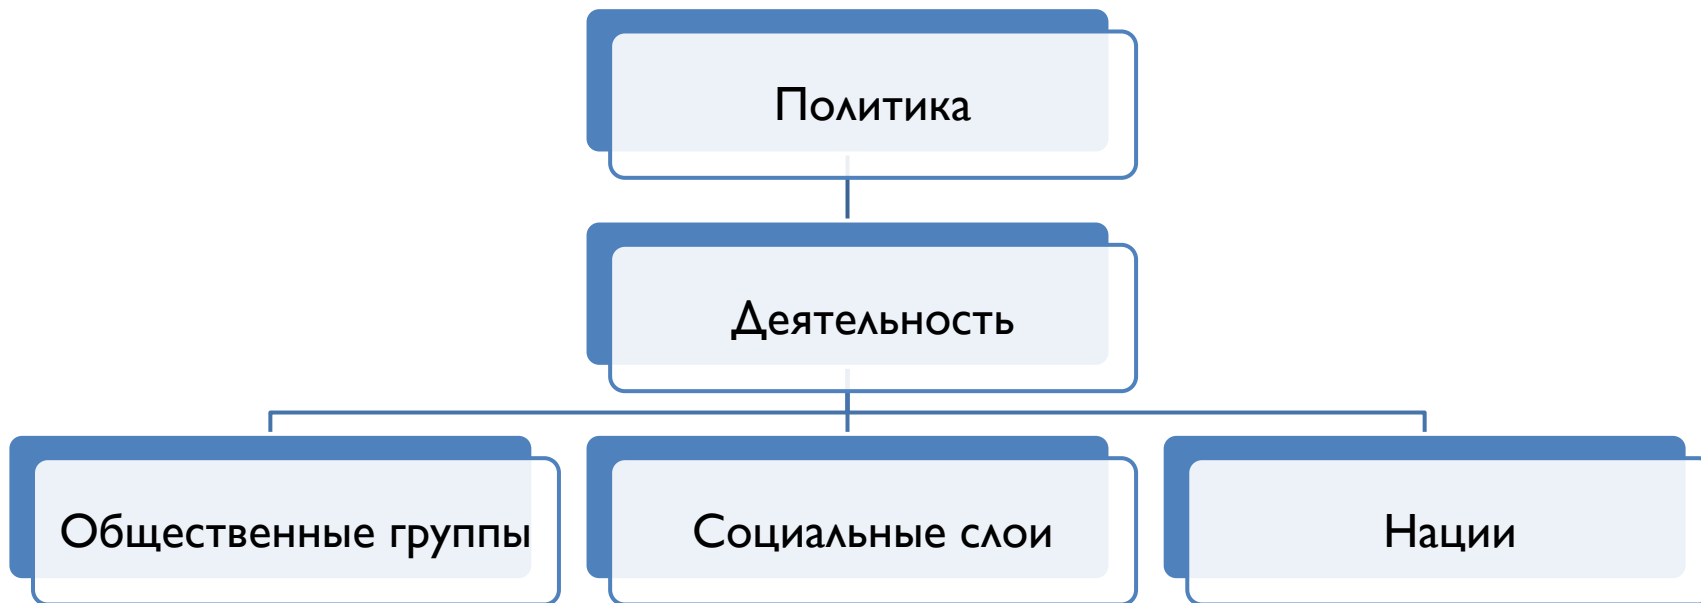 Политика
Деятельность
Общественные группы
Социальные слои
Нации